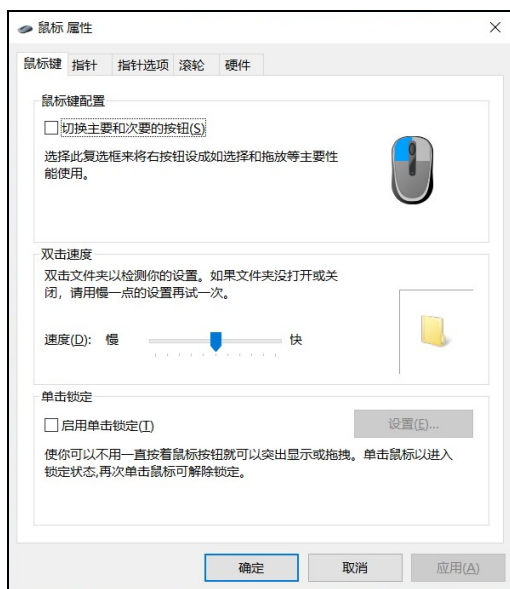 鼠标 属性
鼠标键 指针 指针选项 滚轮 硬件
鼠标键配置
切换主要和次要的按钮(S)
选择此复选框来将右按钮设成如选择和拖放等主要性
能使用。
双击速度
双击文件夹以检测你的设置。如果文件夹没打开或关
闭，请用慢一点的设置再试一次。
速度(D): 慢 快
单击锁定
启用单击锁定(T)
设置(E)...
使你可以不用一直按着鼠标按钮就可以突出显示或拖拽。单击鼠标以进入
锁定状态,再次单击鼠标可解除锁定。
确定 取消 应用(A)